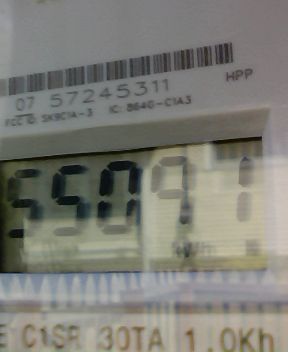 07 57245311
HPP
FCC ID: SK9C1A-3 IC: 864G-C1A3
55091
kWh
E C1SR 30TA 1.0Kh